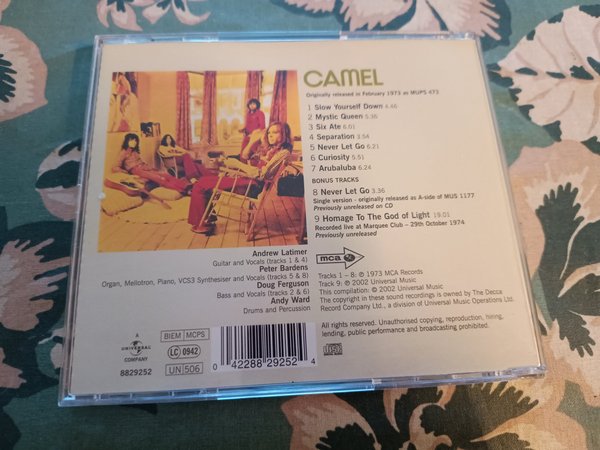 CAMEL
Originally released in February 1973 as MUPS 473
1 Slow Yourself Down 4.46
2 Mystic Queen 5.36
3 Six Ate 6.01
4 Separation 3.54
5 Never Let Go 6.21
6 Curiosity 5.51
7 Arubaluba 6.24
BONUS TRACKS
8 Never Let Go 3.36
Single version - originally released as A-side of MUS 1177
Previously unreleased on CD
9 Homage To The God of Light 19.01
Recorded live at Marquee Club – 29th October 1974
Previously unreleased
Andrew Latimer
Guitar and Vocals (tracks 1 & 4)
Peter Bardens
Organ, Mellotron, Piano, VCS3 Synthesiser and Vocals (tracks 5 & 8)
Doug Ferguson
Bass and Vocals (tracks 2 & 6)
Andy Ward
Drums and Percussion
mca
Tracks 1 – 8: ℗ 1973 MCA Records
Track 9: ℗ 2002 Universal Music
This compilation: ℗ 2002 Universal Music
The copyright in these sound recordings is owned by The Decca
Record Company Ltd., a division of Universal Music Operations Ltd.
All rights reserved. Unauthorised copying, reproduction, hiring,
lending, public performance and broadcasting prohibited.
A
UNIVERSAL
COMPANY
8829252
BIEM MCPS
LC 0942
UN 506
0 42288 29252 4